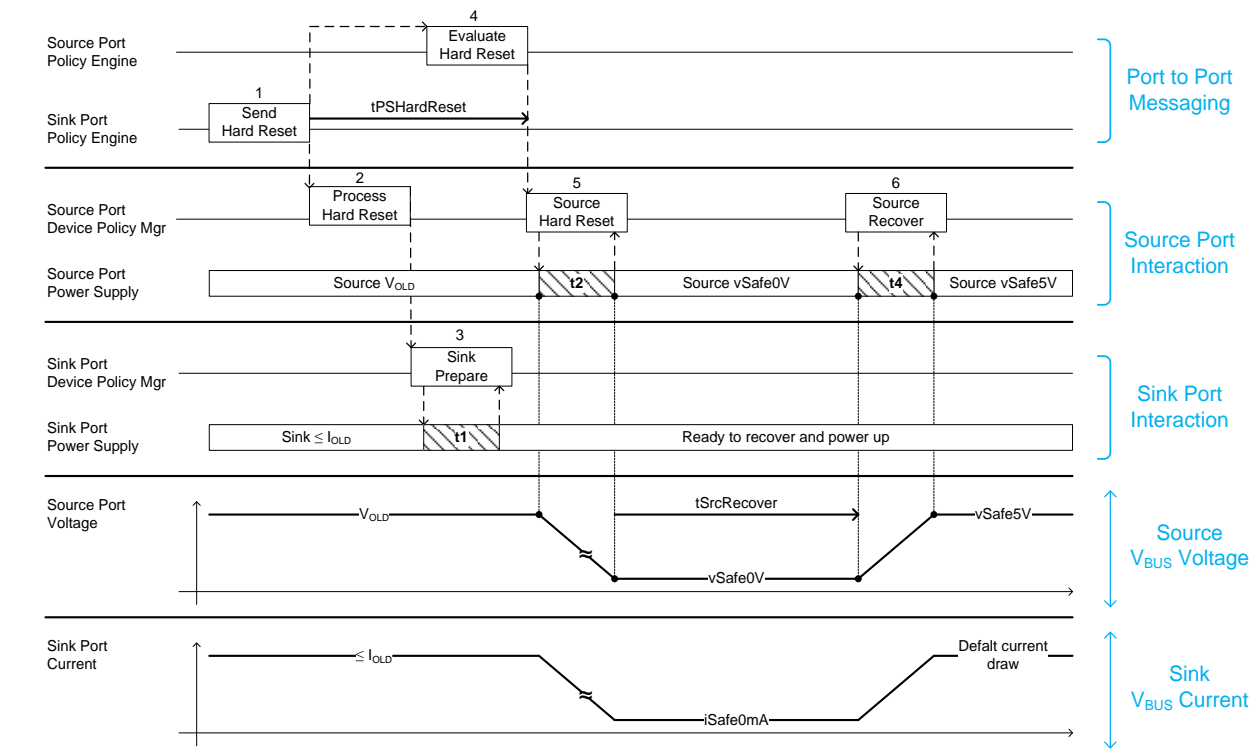 4
Source Port
Policy Engine
Evaluate
Hard Reset
Port to Port
Messaging
1
Sink Port
Policy Engine
Send
Hard Reset
tPSHardReset
2
5
6
Source Port
Device Policy Mgr
Process
Hard Reset
Source
Hard Reset
Source
Recover
Source Port
Interaction
Source Port
Power Supply
Source VOLD
t2
Source vSafe0V
t4
Source vSafe5V
3
Sink Port
Device Policy Mgr
Sink
Prepare
Sink Port
Interaction
Sink Port
Power Supply
Sink ≤ IOLD
t1
Ready to recover and power up
Source Port
Voltage
VOLD
tSrcRecover
vSafe5V
≈
vSafe0V
Source
VBUS Voltage
Sink Port
Current
≤ IOLD
Defalt current
draw
≈
iSafe0mA
Sink
VBUS Current